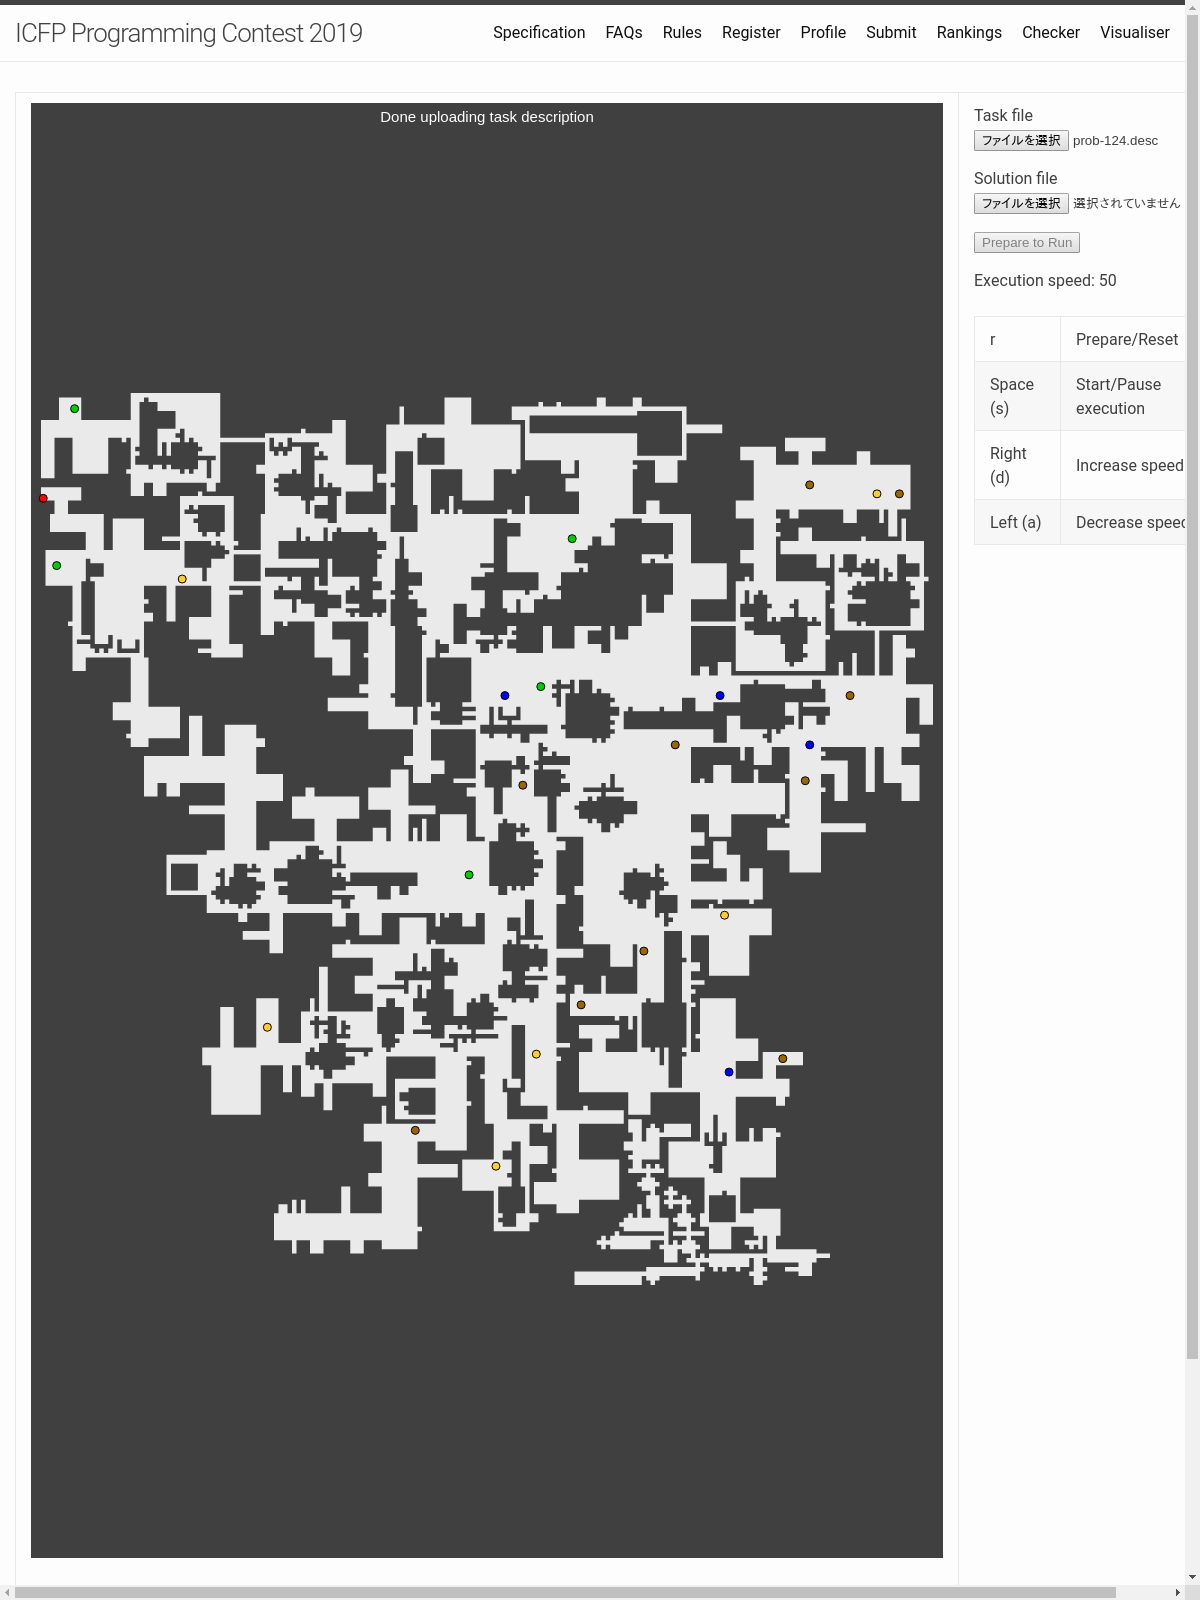 ICFP Programming Contest 2019
Specification FAQs Rules Register Profile Submit Rankings Checker Visualiser
Done uploading task description
Task file
ファイルを選択 prob-124.desc
Solution file
ファイルを選択 選択されていません
Prepare to Run
Execution speed: 50
r Prepare/Reset
Space (s) Start/Pause execution
Right (d) Increase speed
Left (a) Decrease speed